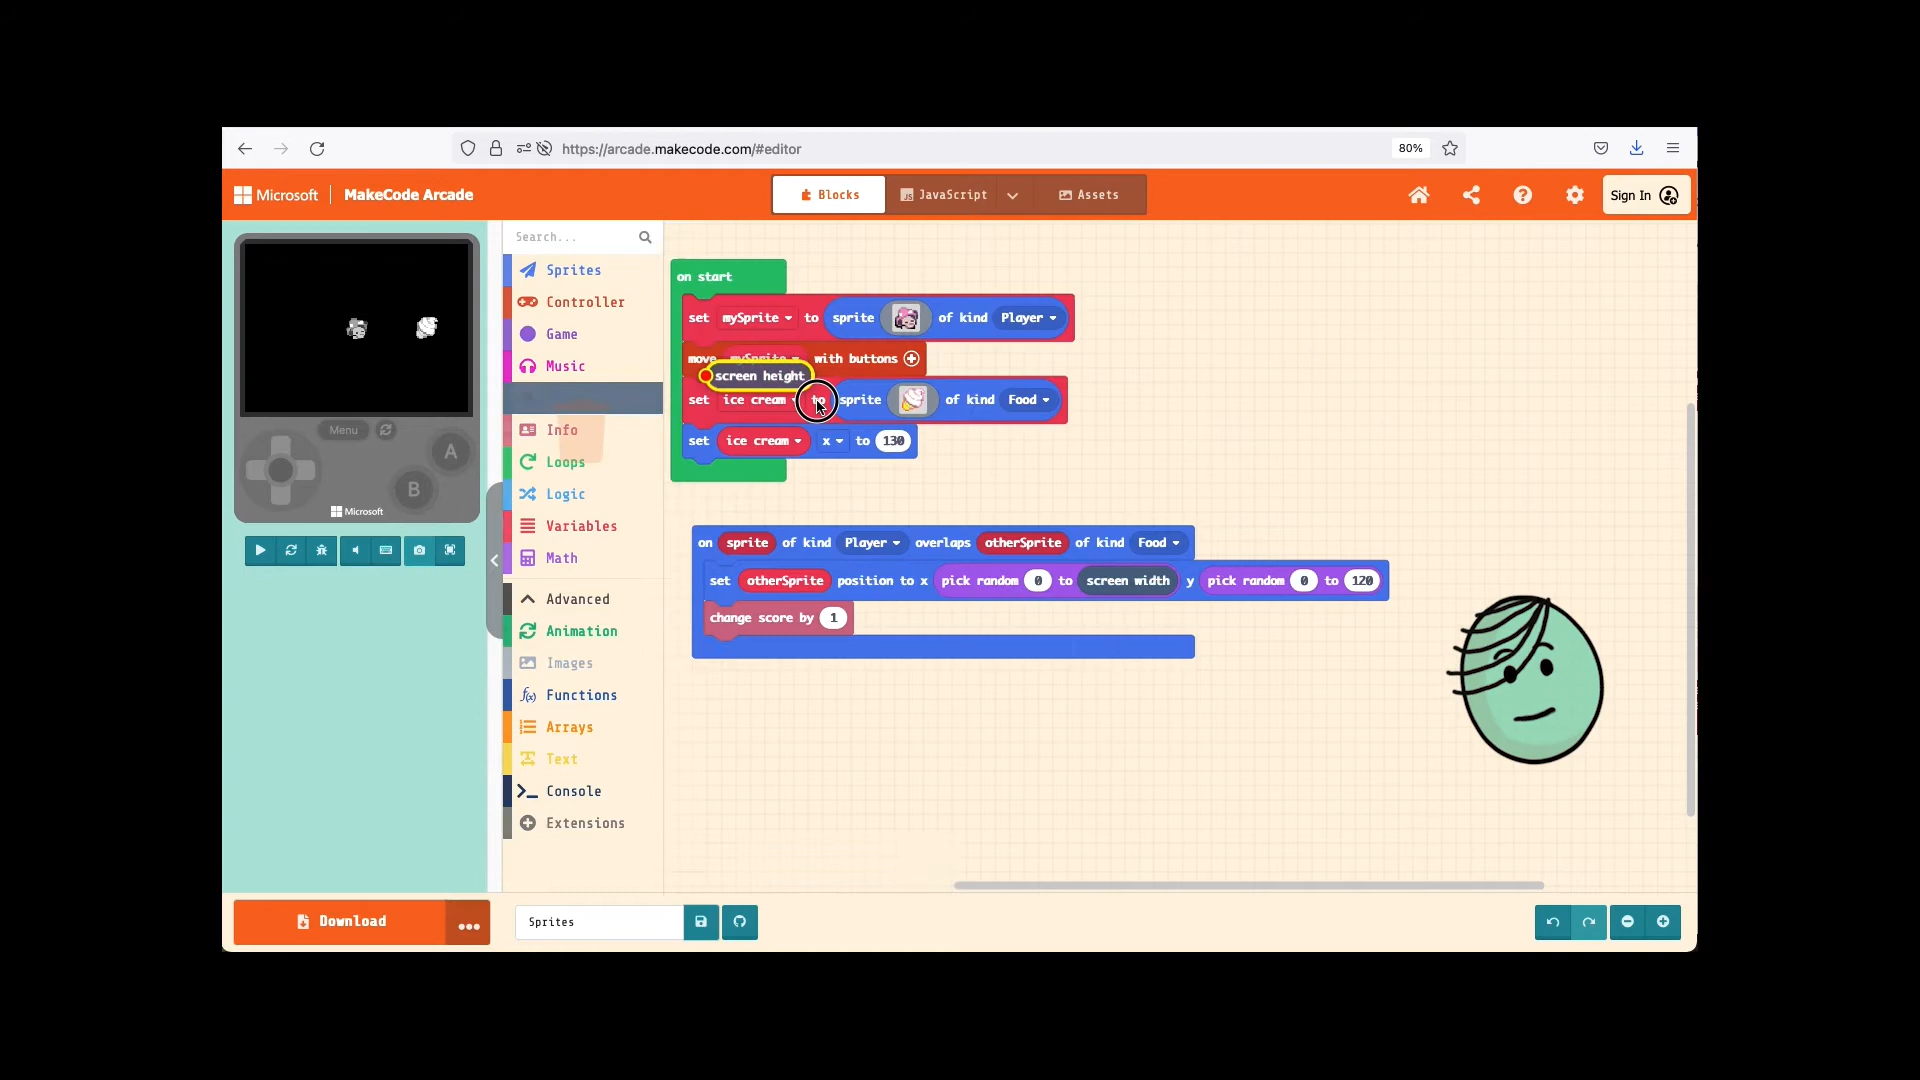 https://arcade.makecode.com/#editor
80%
Microsoft
MakeCode Arcade
Blocks
JavaScript
Assets
Sign In
Menu
A
B
Microsoft
Search...
Sprites
Controller
Game
Music
Info
Loops
Logic
Variables
Math
Advanced
Animation
Images
Functions
Arrays
Text
Console
Extensions
on start
set mySprite to sprite of kind Player
move mySprite with buttons
screen height
set ice cream to sprite of kind Food
set ice cream x to 130
on sprite of kind Player overlaps otherSprite of kind Food
set otherSprite position to x pick random 0 to screen width y pick random 0 to 120
change score by 1
Download
Sprites